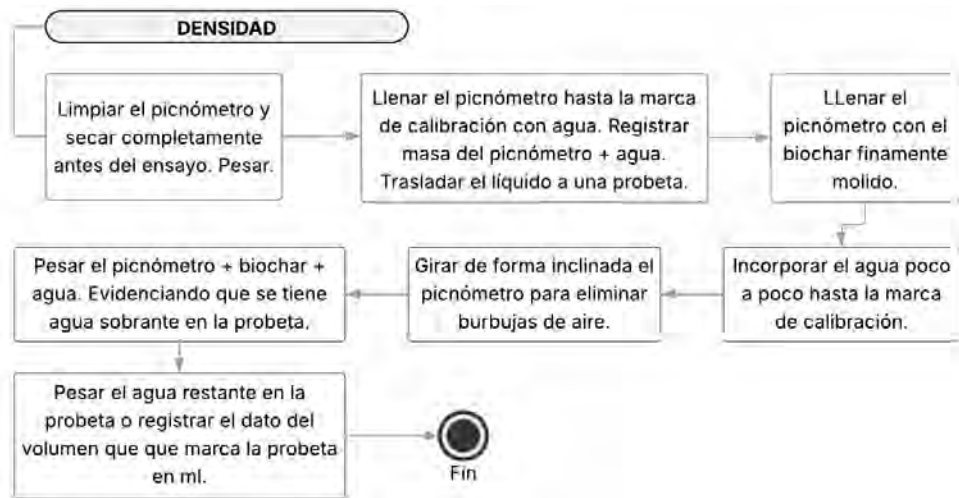 DENSIDAD
Limpiar el picnómetro y
secar completamente
antes del ensayo. Pesar.
Llenar el picnómetro hasta la marca
de calibración con agua. Registrar
masa del picnómetro + agua.
Trasladar el líquido a una probeta.
LLenar el
picnómetro con el
biochar finamente
molido.
Incorporar el agua poco
a poco hasta la marca
de calibración.
Girar de forma inclinada el
picnómetro para eliminar
burbujas de aire.
Pesar el picnómetro + biochar +
agua. Evidenciando que se tiene
agua sobrante en la probeta.
Pesar el agua restante en la
probeta o registrar el dato del
volumen que que marca la probeta
en ml.
Fin